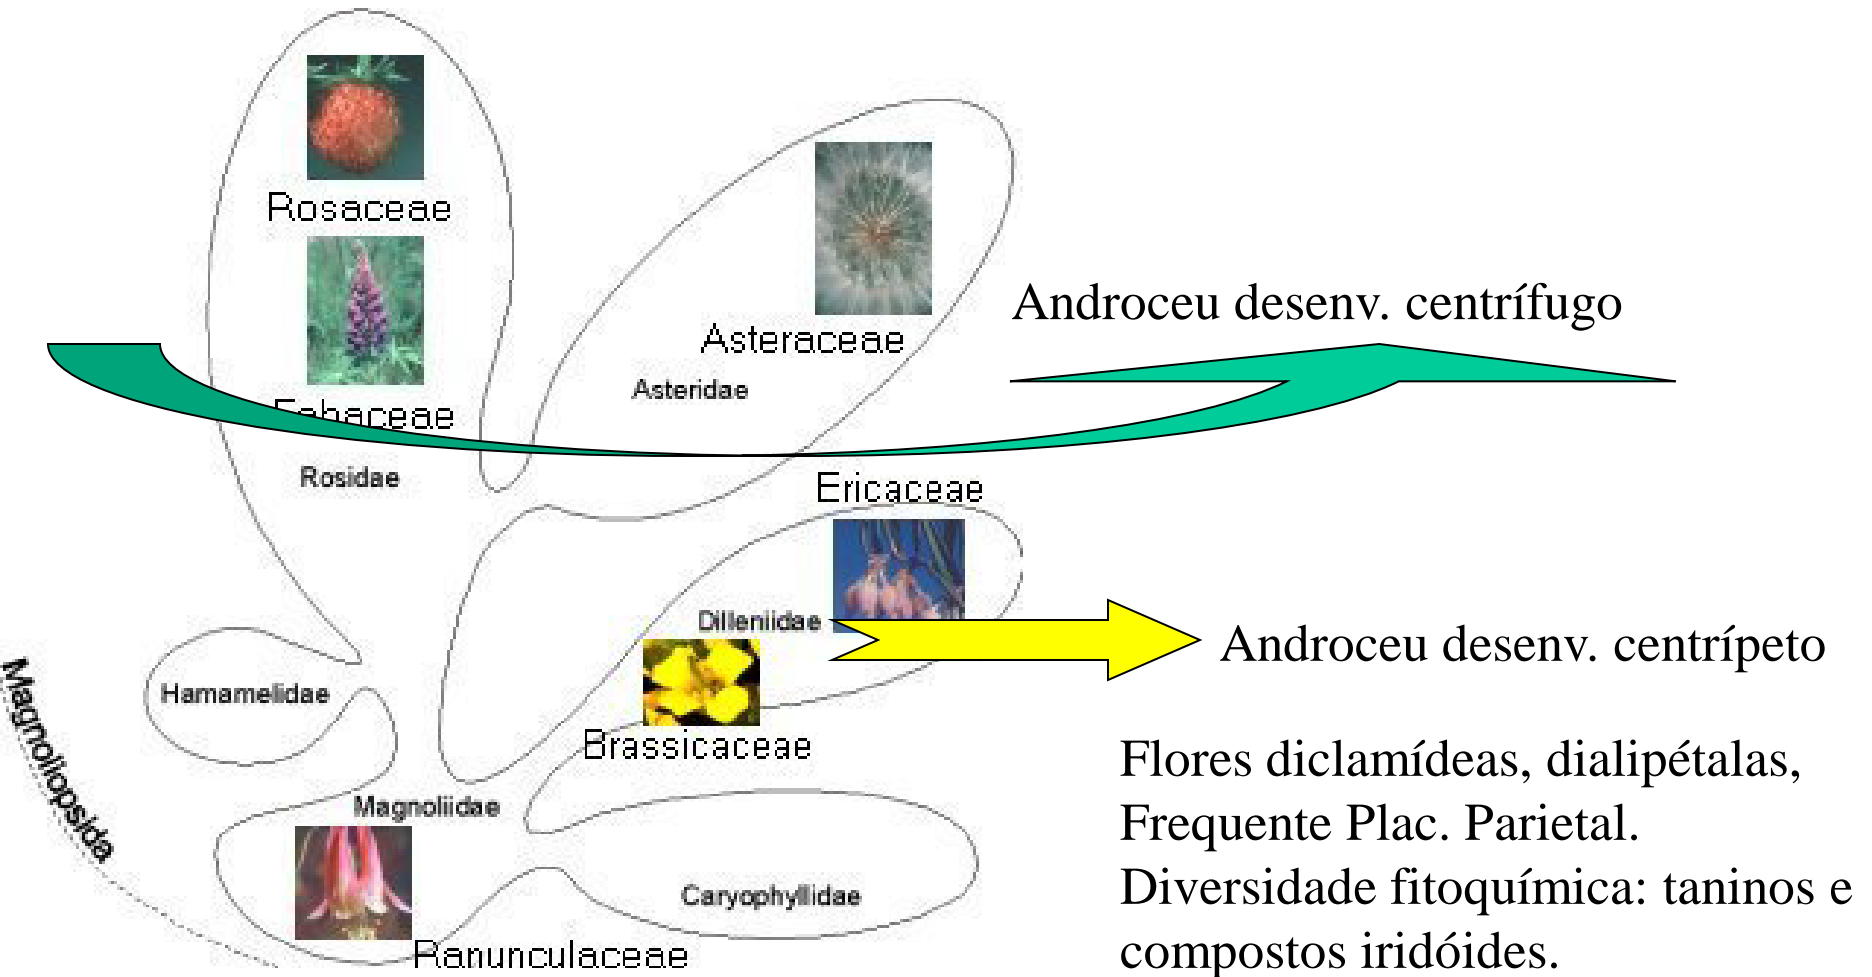 Rosaceae
Asteraceae
Androceu desenv. centrífugo
Asteridae
Fabaceae
Rosidae
Ericaceae
Dilleniidae
Androceu desenv. centrípeto
Hamamelidae
Brassicaceae
Magnoliopsida
Magnoliidae
Flores diclamídeas, dialipétalas,
Frequente Plac. Parietal.
Diversidade fitoquímica: taninos e
compostos iridóides.
Caryophyllidae
Ranunculaceae